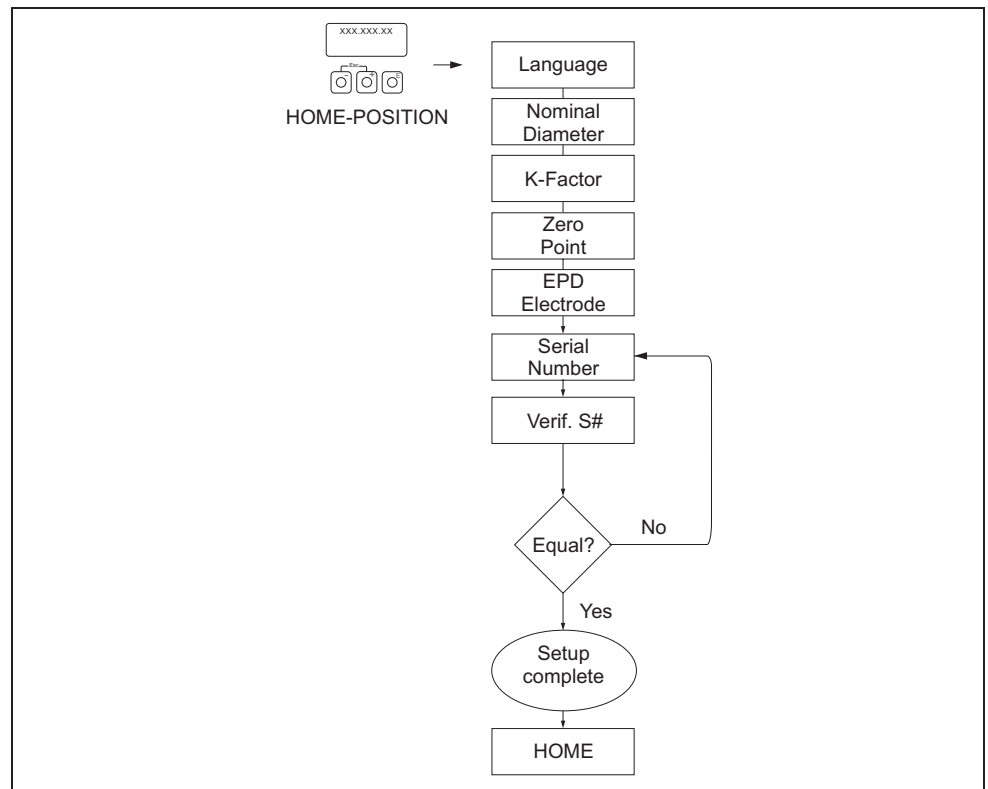 XXX.XXX.XX
Esc
- + E
HOME-POSITION
Language
Nominal
Diameter
K-Factor
Zero
Point
EPD
Electrode
Serial
Number
Verif. S#
Equal?
No
Yes
Setup
complete
HOME